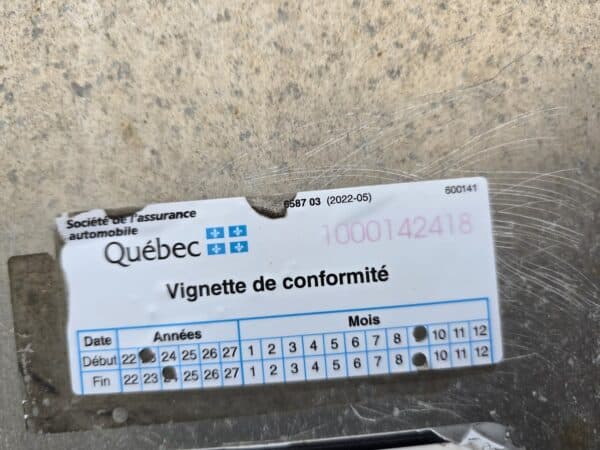 Société de l'assurance
automobile
Québec
6587 03 (2022-05)
600141
1000142418
Vignette de conformité
Date Années Mois
Début 22 24 25 26 27 1 2 3 4 5 6 7 8 10 11 12
Fin 22 23 25 26 27 1 2 3 4 5 6 7 8 10 11 12